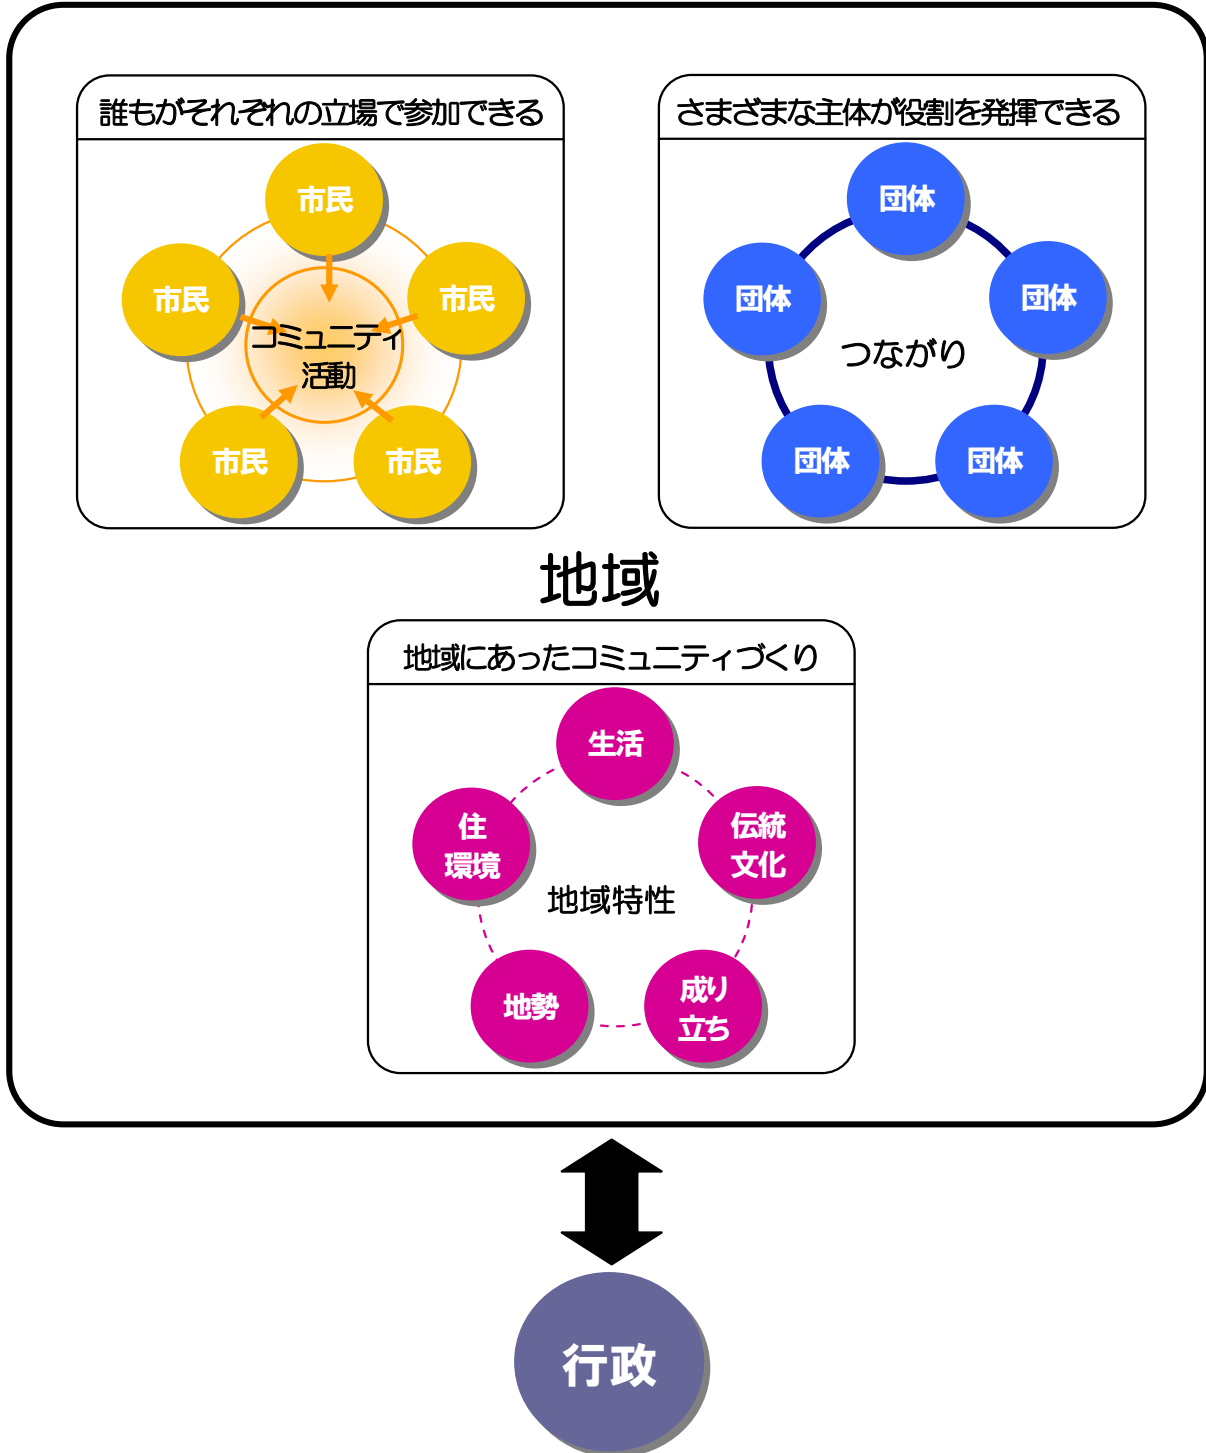 誰もがそれぞれの立場で参加できる
市民
市民
市民
コミュニティ
活動
市民
市民
さまざまな主体が役割を発揮できる
団体
団体
団体
つながり
団体
団体
地域
地域にあったコミュニティづくり
生活
住
環境
伝統
文化
地域特性
地勢
成り
立ち
行政